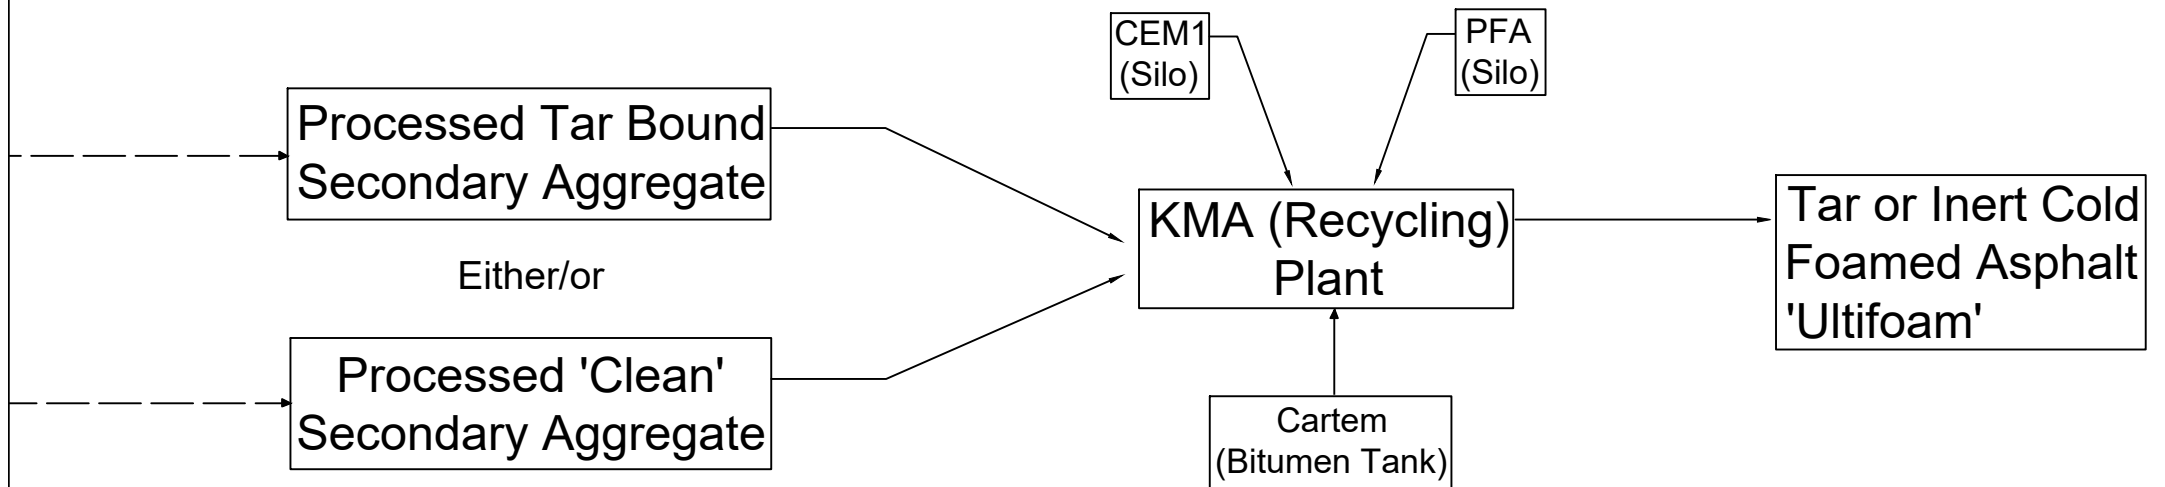 CEM1
(Silo)
PFA
(Silo)
Processed Tar Bound
Secondary Aggregate
Either/or
Processed 'Clean'
Secondary Aggregate
KMA (Recycling)
Plant
Cartem
(Bitumen Tank)
Tar or Inert Cold
Foamed Asphalt
'Ultifoam'